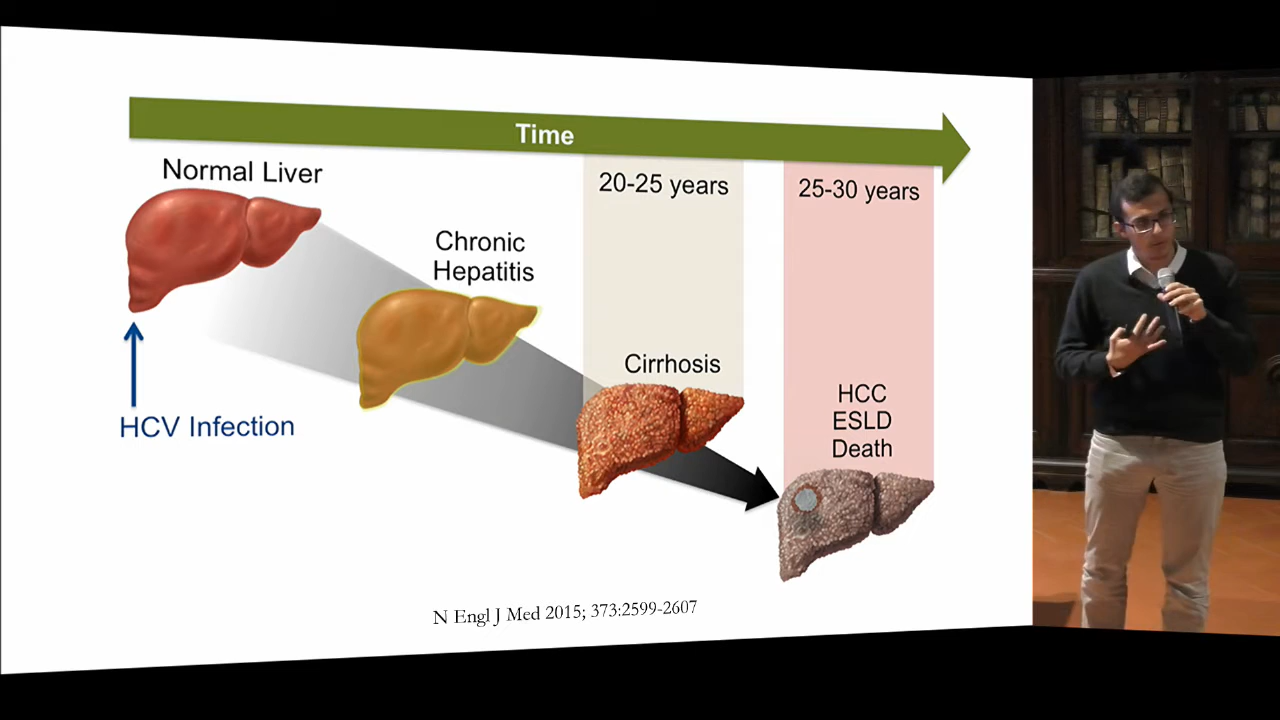 Time
Normal Liver
20-25 years
25-30 years
Chronic
Hepatitis
Cirrhosis
HCC
ESLD
Death
HCV Infection
N Engl J Med 2015; 373:2599-2607